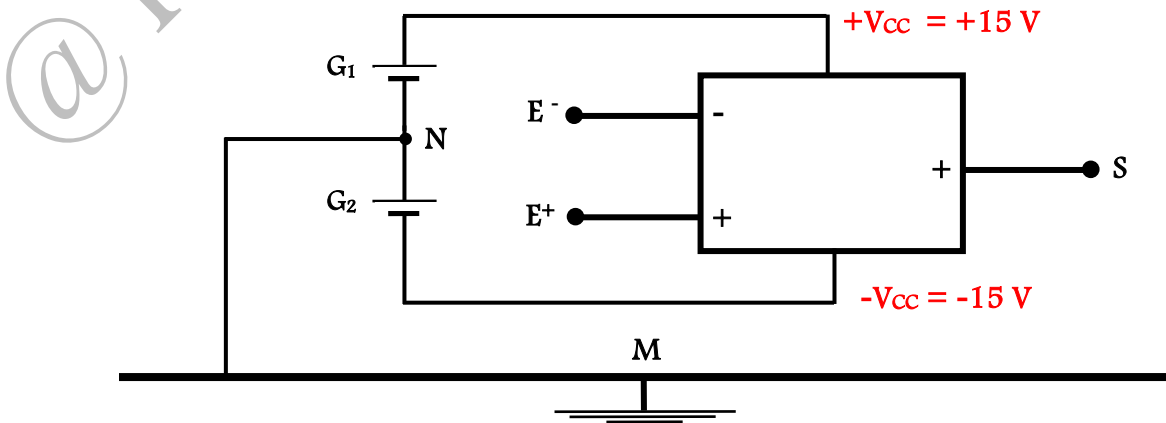 +VCC = +15 V
G1
E -
-
N
+
S
G2
E+
+
-VCC = -15 V
M
@